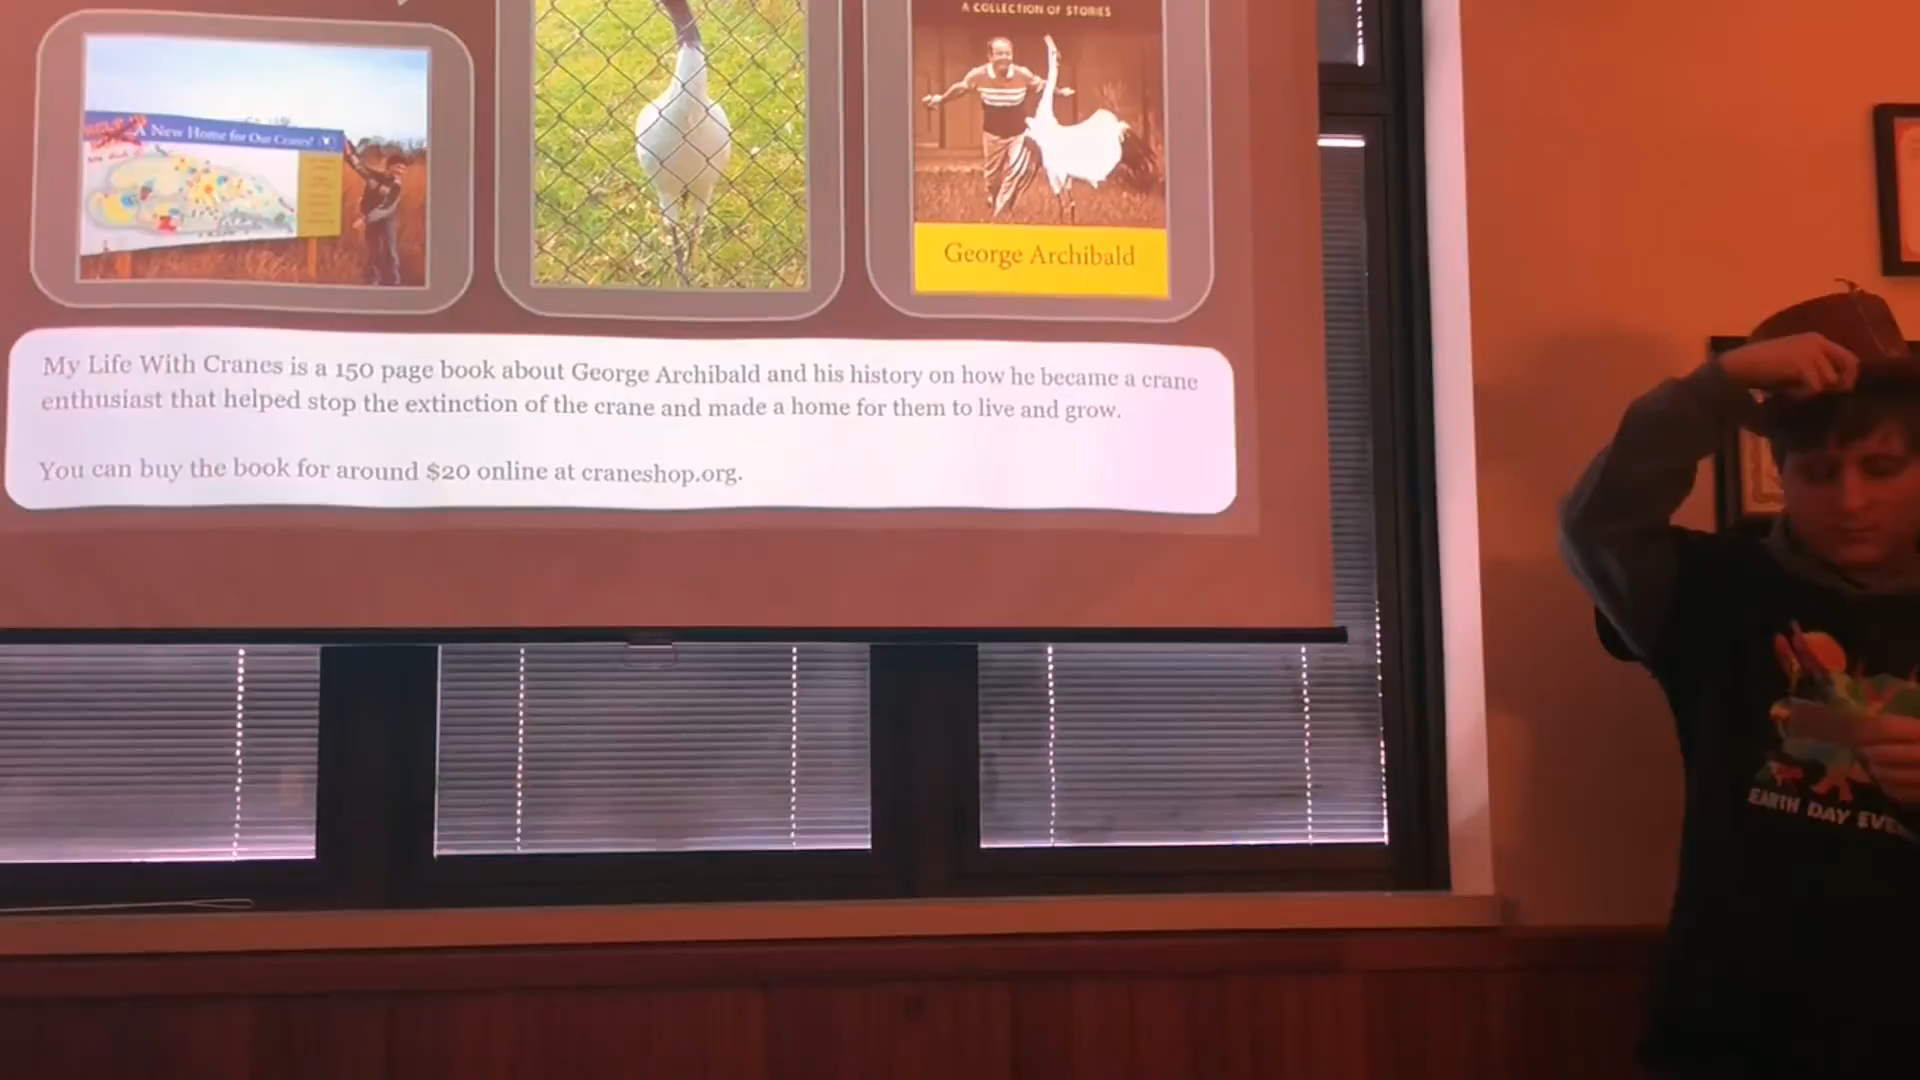 A COLLECTION OF STORIES
A New Home for Our Cranes!
George Archibald
My Life With Cranes is a 150 page book about George Archibald and his history on how he became a crane
enthusiast that helped stop the extinction of the crane and made a home for them to live and grow.
You can buy the book for around $20 online at craneshop.org.
EARTH DAY EVE